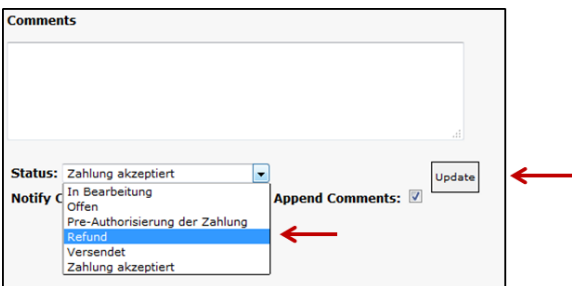 Comments
Status: Zahlung akzeptiert
Update
Notify C
Append Comments:
In Bearbeitung
Offen
Pre-Authorisierung der Zahlung
Refund
Versendet
Zahlung akzeptiert